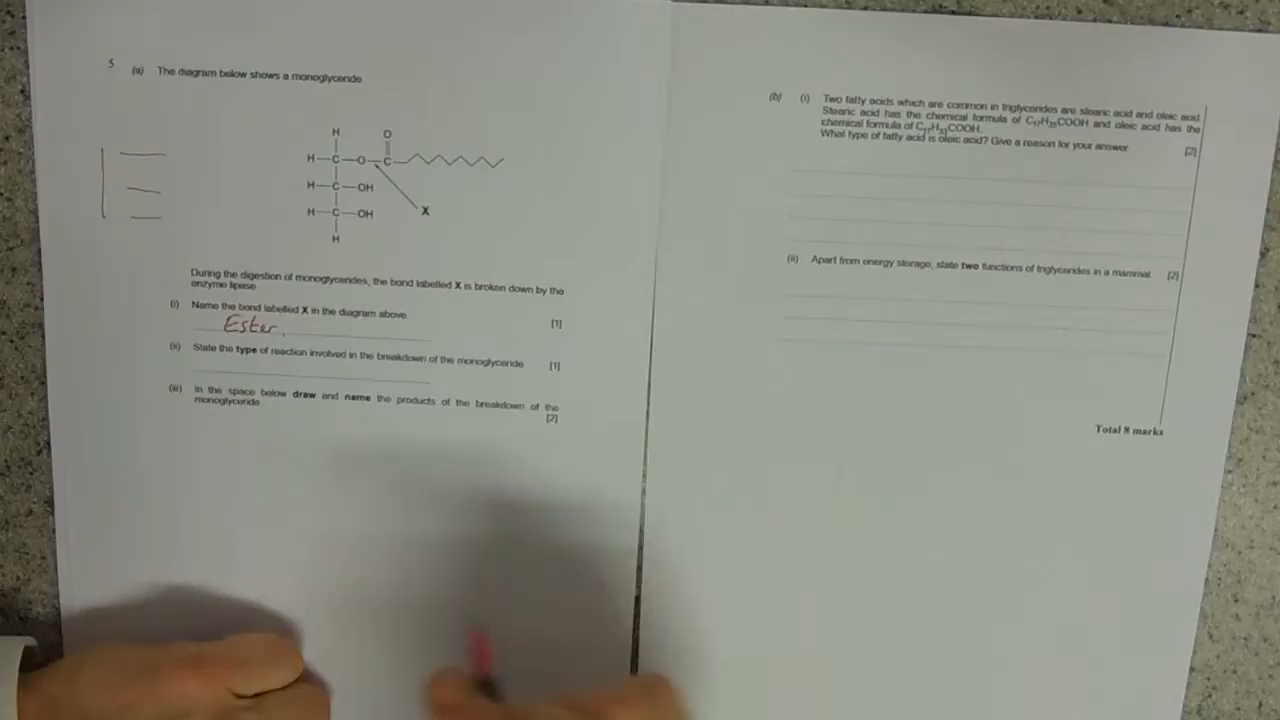 5
(a) The diagram below shows a monoglyceride
H O
H—C—O—C
H—C—OH
H—C—OH X
H
During the digestion of monoglycerides, the bond labelled X is broken down by the
enzyme lipase
(i) Name the bond labelled X in the diagram above.
[1]
Ester.
(ii) State the type of reaction involved in the breakdown of the monoglyceride [1]
(iii) In the space below draw and name the products of the breakdown of the
monoglyceride
[2]
(b) (i) Two fatty acids which are common in triglycerides are stearic acid and oleic acid
Stearic acid has the chemical formula of C₁₇H₃₅COOH and oleic acid has the
chemical formula of C₁₇H₃₃COOH.
What type of fatty acid is oleic acid? Give a reason for your answer [2]
(ii) Apart from energy storage, state two functions of triglycerides in a mammal. [2]
Total 8 marks